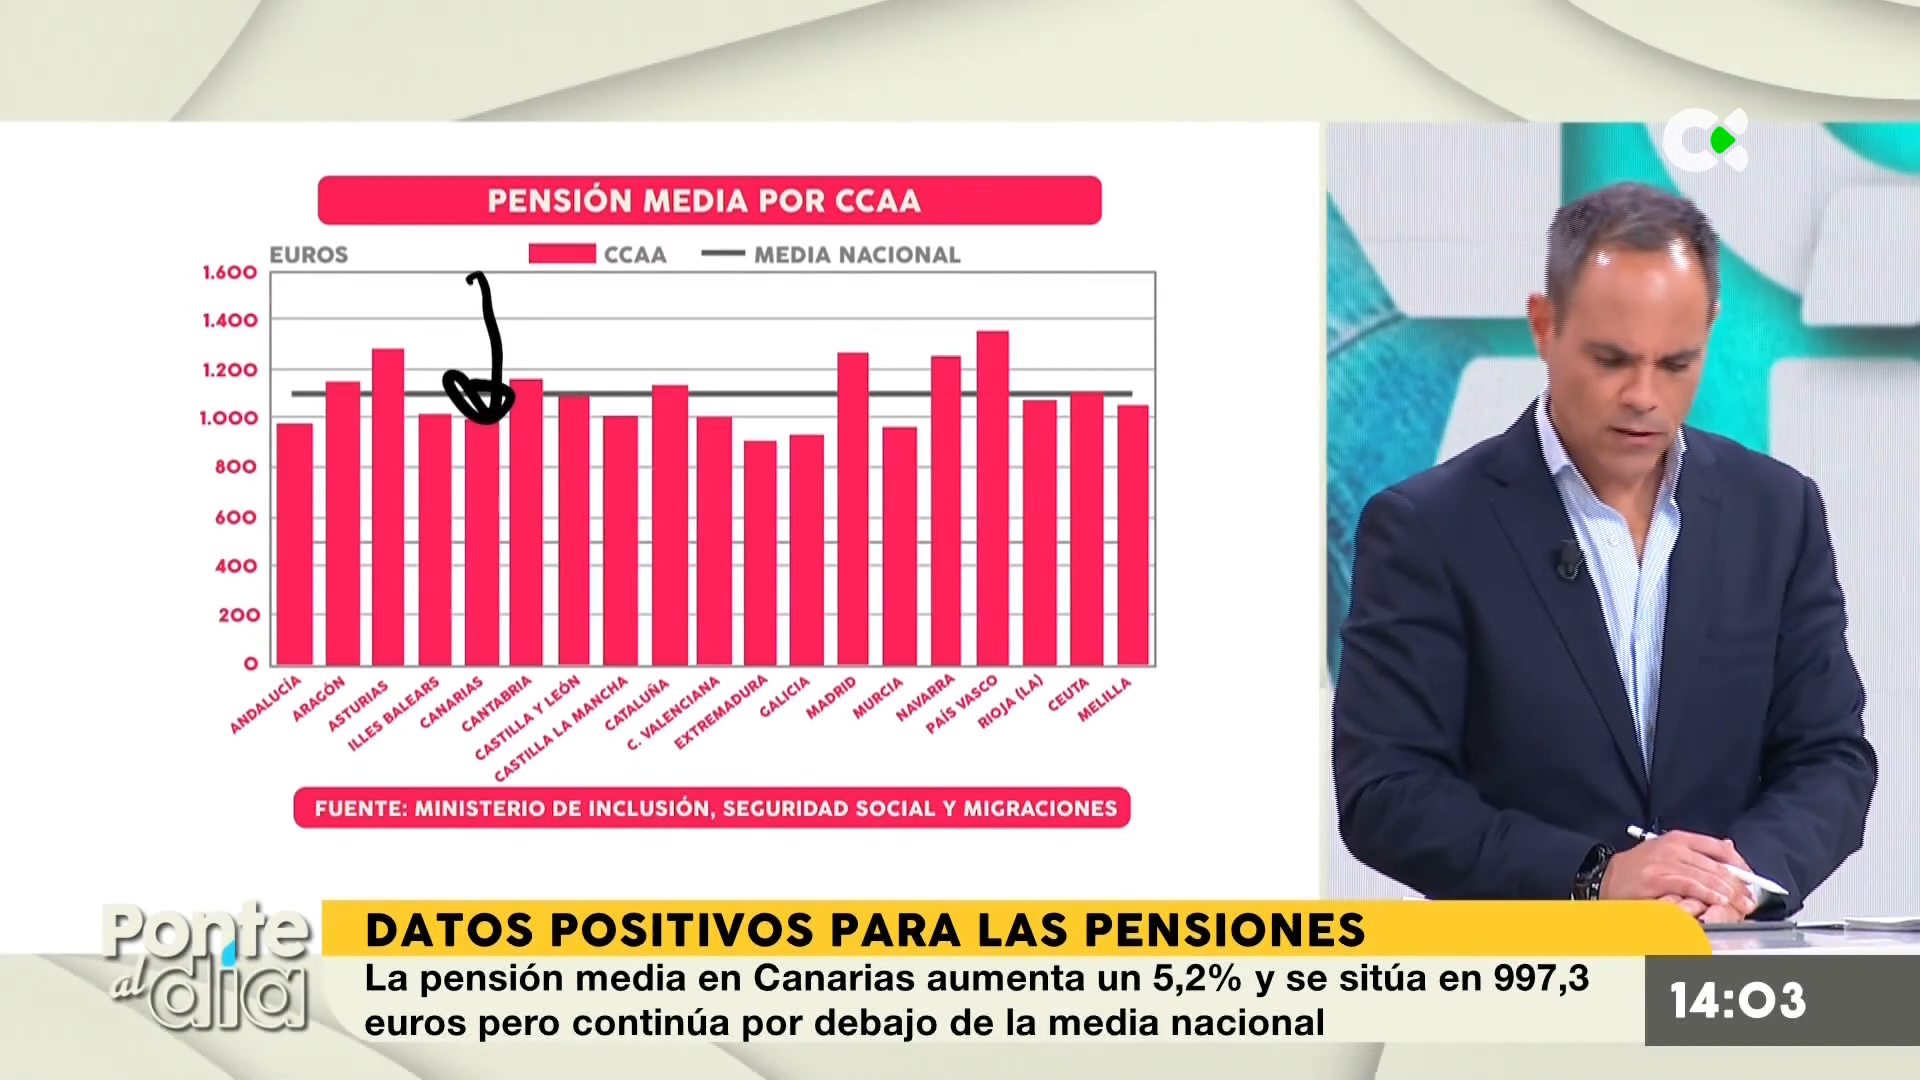 PENSIÓN MEDIA POR CCAA
EUROS
CCAA
MEDIA NACIONAL
1.600
1.400
1.200
1.000
800
600
400
200
0
ANDALUCÍA
ARAGÓN
ASTURIAS
ILLES BALEARS
CANARIAS
CANTABRIA
CASTILLA Y LEÓN
CASTILLA LA MANCHA
CATALUÑA
C. VALENCIANA
EXTREMADURA
GALICIA
MADRID
MURCIA
NAVARRA
PAÍS VASCO
RIOJA (LA)
CEUTA
MELILLA
FUENTE: MINISTERIO DE INCLUSIÓN, SEGURIDAD SOCIAL Y MIGRACIONES
Ponte
al día
DATOS POSITIVOS PARA LAS PENSIONES
La pensión media en Canarias aumenta un 5,2% y se sitúa en 997,3
euros pero continúa por debajo de la media nacional
14:03